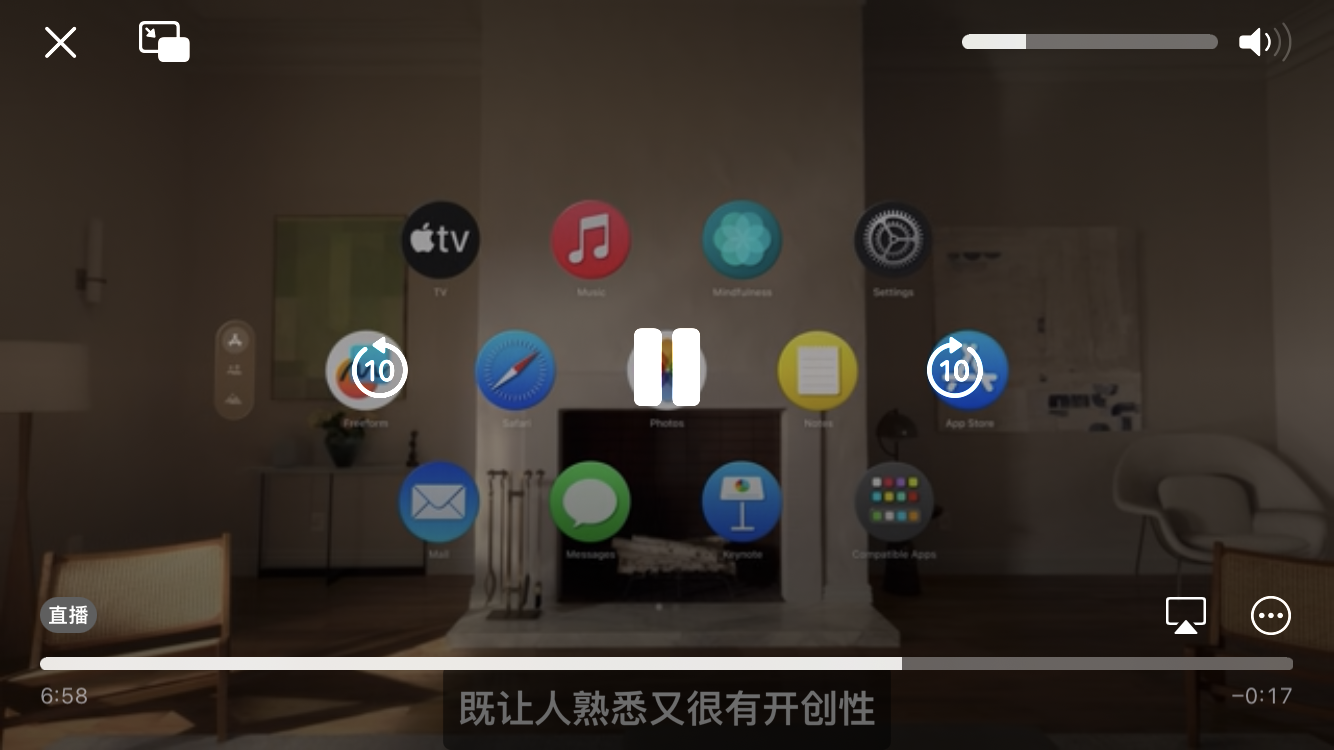 tv
TV
Music
Mindfulness
Settings
10
10
Freeform
Safari
Photos
Notes
App Store
Mail
Messages
Keynote
Compatible Apps
直播
6:58
-0:17
既让人熟悉又很有开创性